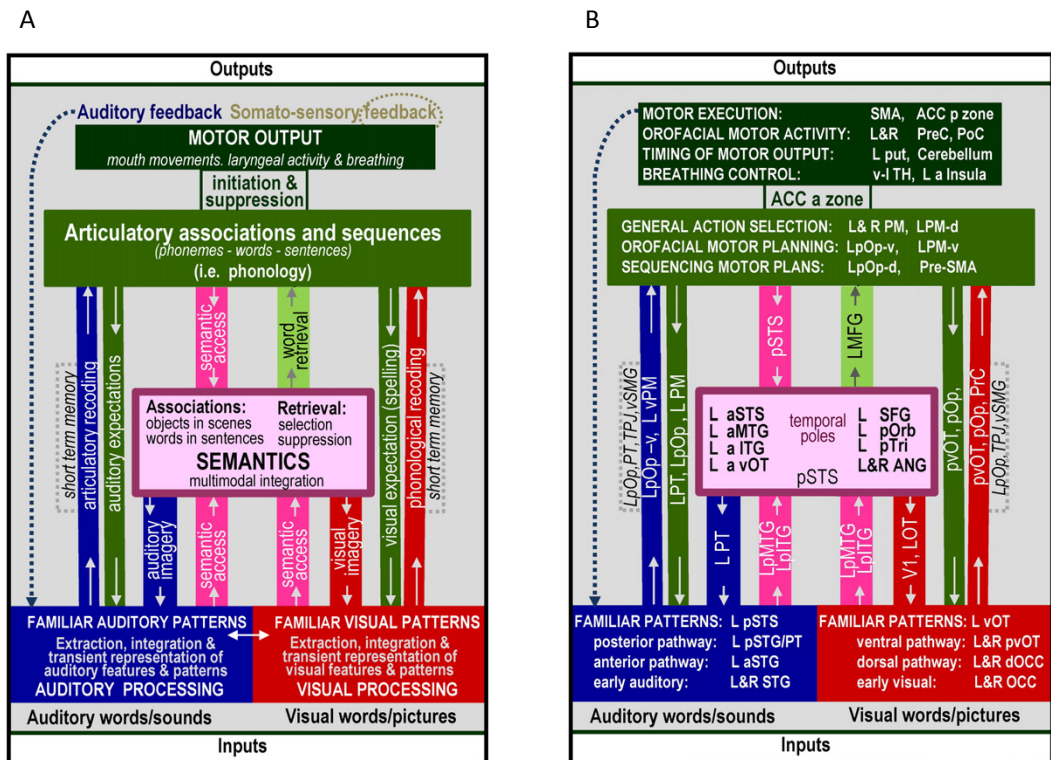 A
Outputs
Auditory feedback Somato-sensory feedback
MOTOR OUTPUT
mouth movements. laryngeal activity & breathing
initiation &
suppression
Articulatory associations and sequences
(phonemes - words - sentences)
(i.e. phonology)
short term memory
articulatory recoding
auditory expectations
semantic
access
word
retrieval
visual expectation (spelling)
phonological recoding
short term memory
Associations:
objects in scenes
words in sentences
Retrieval:
selection
suppression
SEMANTICS
multimodal integration
auditory
imagery
semantic
access
semantic
access
visual
imagery
FAMILIAR AUDITORY PATTERNS
Extraction, integration &
transient representation of
auditory features & patterns
AUDITORY PROCESSING
FAMILIAR VISUAL PATTERNS
Extraction, integration &
transient representation of
visual features & patterns
VISUAL PROCESSING
Auditory words/sounds
Visual words/pictures
Inputs
B
Outputs
MOTOR EXECUTION: SMA, ACC p zone
OROFACIAL MOTOR ACTIVITY: L&R PreC, PoC
TIMING OF MOTOR OUTPUT: L put, Cerebellum
BREATHING CONTROL: v-l TH, L a Insula
ACC a zone
GENERAL ACTION SELECTION: L& R PM, LPM-d
OROFACIAL MOTOR PLANNING: LpOp-v, LPM-v
SEQUENCING MOTOR PLANS: LpOp-d, Pre-SMA
LpOp,PT,TPJ,vSMG
LpOp –v, L vPM
LPT, LpOp, L PM
pSTS
LMFG
pvOT, pOp,
pvOT, pOp, PrC
LpOp,TPJ,vSMG
L aSTS
L aMTG
L a ITG
L a vOT
temporal
poles
pSTS
L SFG
L pOrb
L pTri
L&R ANG
LPT
LpMTG
LpITG
LpMTG
LpITG
V1, LOT
FAMILIAR PATTERNS: L pSTS
posterior pathway: L pSTG/PT
anterior pathway: L aSTG
early auditory: L&R STG
FAMILIAR PATTERNS: L vOT
ventral pathway: L&R pvOT
dorsal pathway: L&R dOCC
early visual: L&R OCC
Auditory words/sounds
Visual words/pictures
Inputs